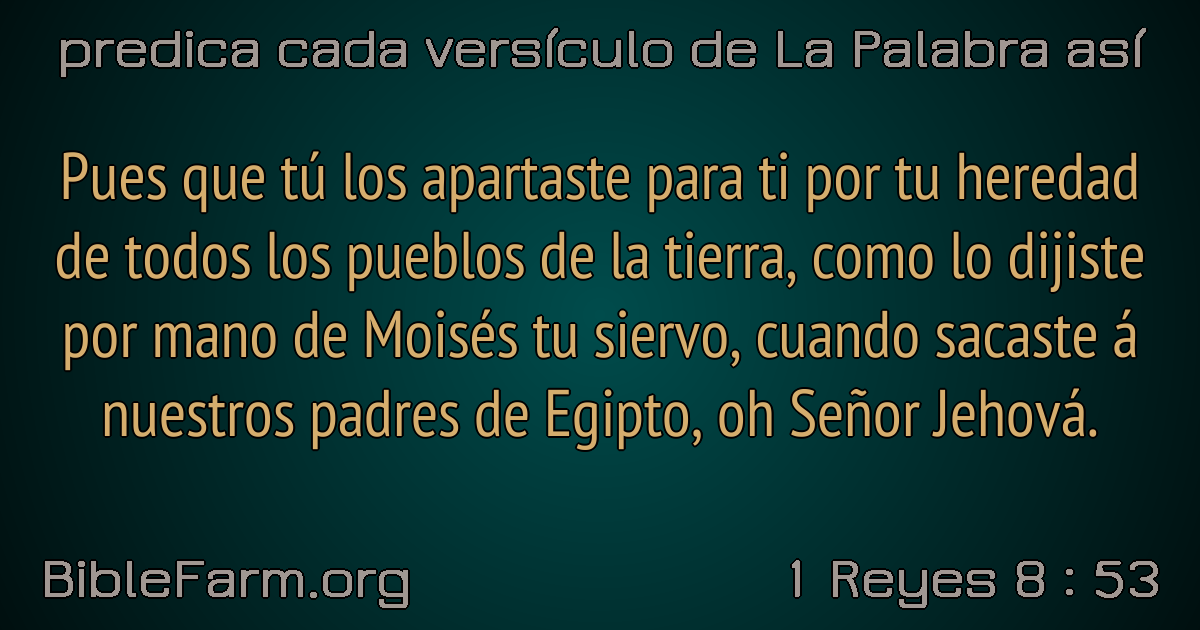 predica cada versículo de La Palabra así
Pues que tú los apartaste para ti por tu heredad
de todos los pueblos de la tierra, como lo dijiste
por mano de Moisés tu siervo, cuando sacaste á
nuestros padres de Egipto, oh Señor Jehová.
BibleFarm.org
1 Reyes 8 : 53